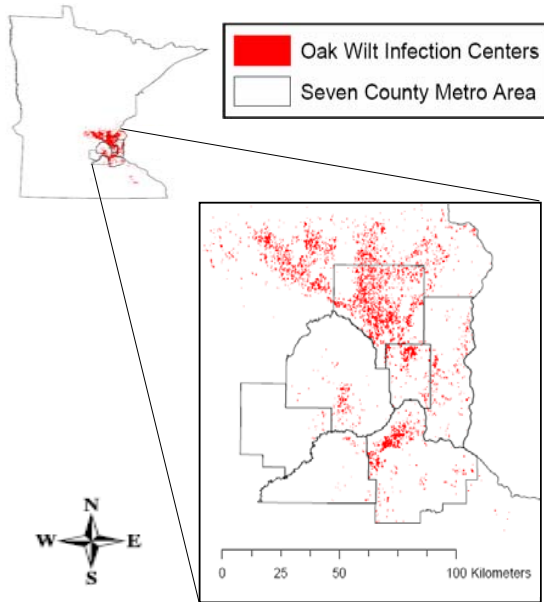 Oak Wilt Infection Centers
Seven County Metro Area
N
W E
S
0 25 50 100 Kilometers